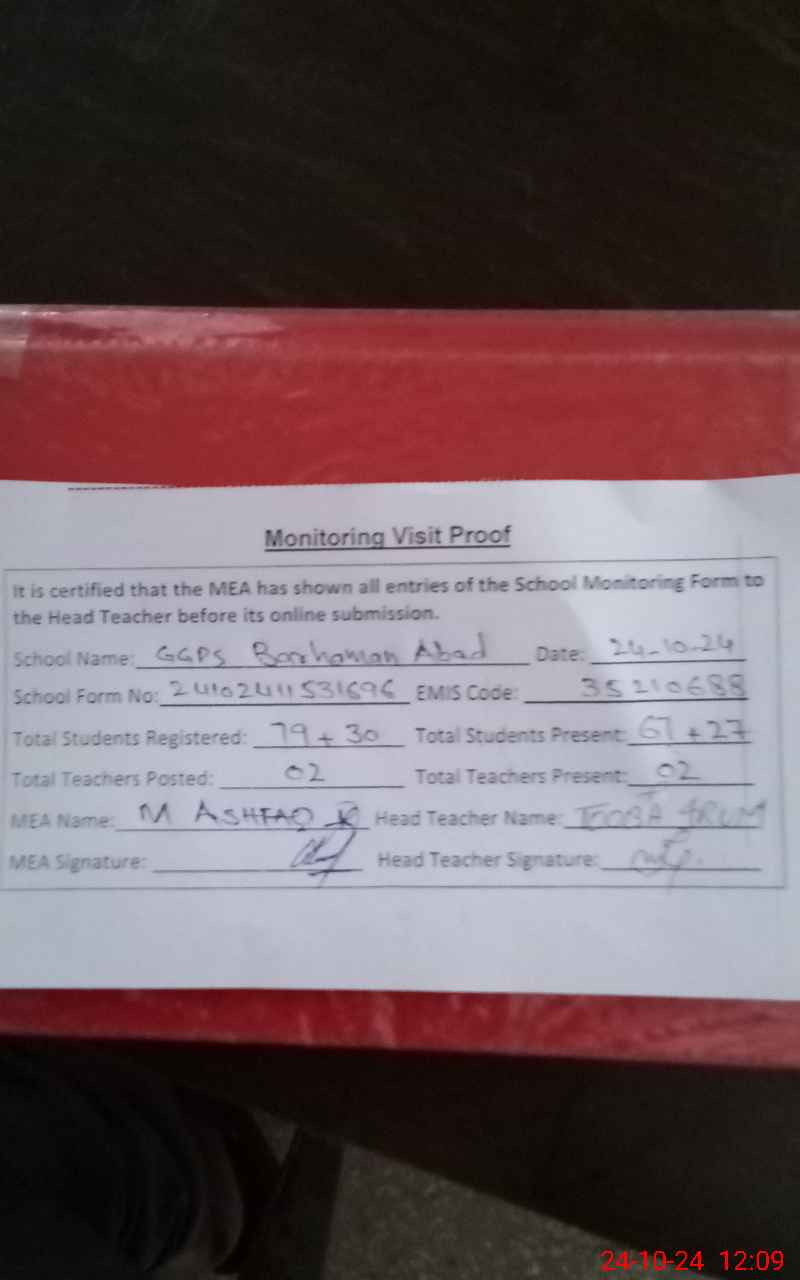 Monitoring Visit Proof
It is certified that the MEA has shown all entries of the School Monitoring Form to
the Head Teacher before its online submission.
School Name: GGPS Abad Date: 24-10-24
School Form No: 24102411531696 EMIS Code: 35210688
Total Students Registered: 79 + 30 Total Students Present: 67 + 27
Total Teachers Posted: 02 Total Teachers Present: 02
MEA Name: M ASHFAQ Head Teacher Name: TOOBA ARUM
MEA Signature: Head Teacher Signature:
24-10-24 12:09